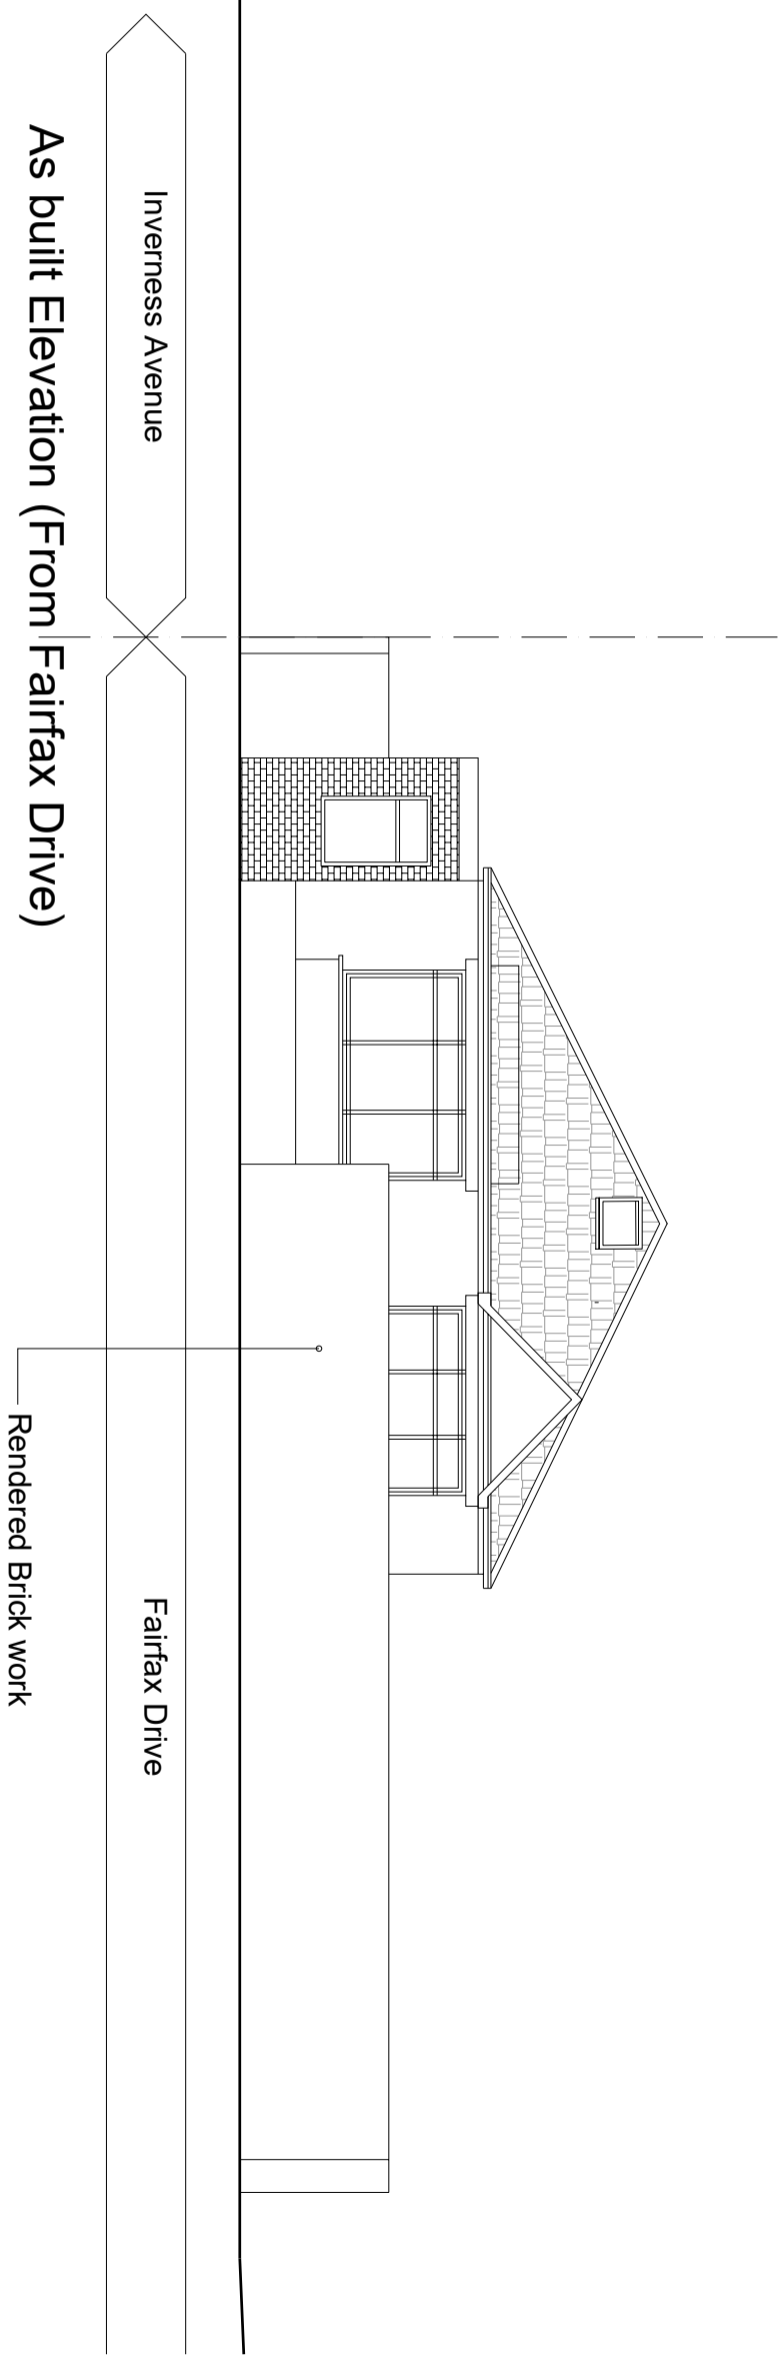 Inverness Avenue
Fairfax Drive
Rendered Brick work
As built Elevation (From Fairfax Drive)